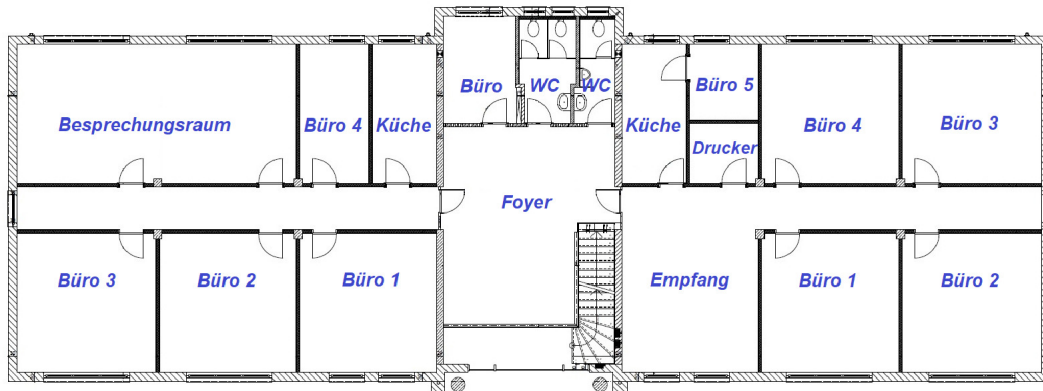 Büro
WC
WC
Büro 5
Besprechungsraum
Büro 4
Küche
Küche
Büro 4
Büro 3
Drucker
Foyer
Büro 3
Büro 2
Büro 1
Empfang
Büro 1
Büro 2